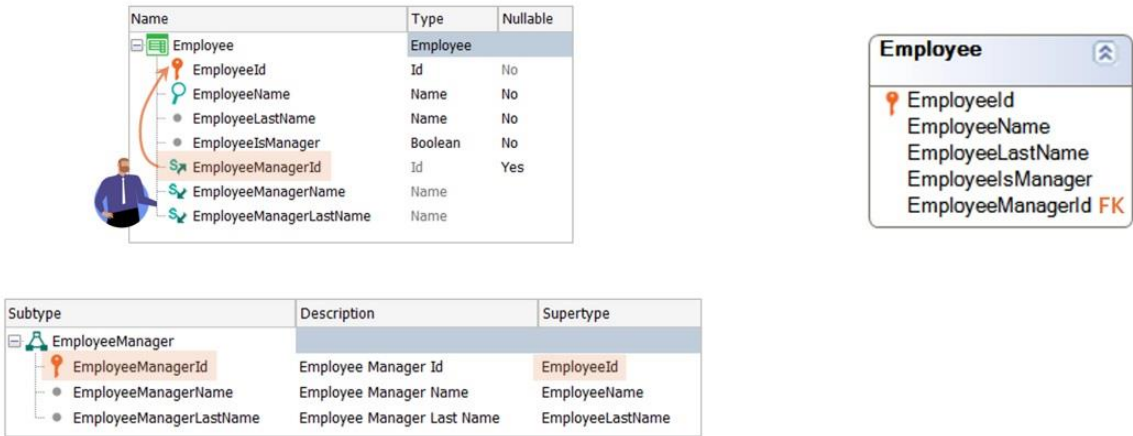 Name Type Nullable
Employee Employee
EmployeeId Id No
EmployeeName Name No
EmployeeLastName Name No
EmployeeIsManager Boolean No
EmployeeManagerId Id Yes
EmployeeManagerName Name
EmployeeManagerLastName Name
Employee
EmployeeId
EmployeeName
EmployeeLastName
EmployeeIsManager
EmployeeManagerId FK
Subtype Description Supertype
EmployeeManager
EmployeeManagerId Employee Manager Id EmployeeId
EmployeeManagerName Employee Manager Name EmployeeName
EmployeeManagerLastName Employee Manager Last Name EmployeeLastName